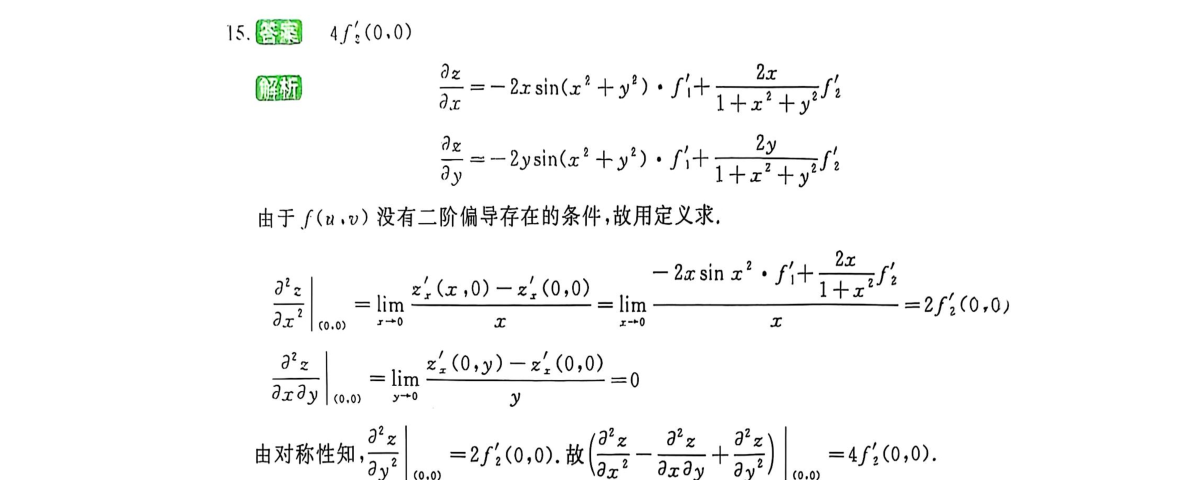 15. 答案 4f′₂(0,0)
解析 ∂z/∂x = −2x sin(x²+y²)·f′₁ + 2x/(1+x²+y²) f′₂
∂z/∂y = −2y sin(x²+y²)·f′₁ + 2y/(1+x²+y²) f′₂
由于 f(u,v) 没有二阶偏导存在的条件,故用定义求.
∂²z/∂x² |(0,0) = lim x→0 (z′ₓ(x,0) − z′ₓ(0,0))/x = lim x→0 (−2x sin x²·f′₁ + 2x/(1+x²) f′₂)/x = 2f′₂(0,0)
∂²z/∂x∂y |(0,0) = lim y→0 (z′ₓ(0,y) − z′ₓ(0,0))/y = 0
由对称性知, ∂²z/∂y² |(0,0) = 2f′₂(0,0). 故 (∂²z/∂x² − ∂²z/∂x∂y + ∂²z/∂y²) |(0,0) = 4f′₂(0,0).